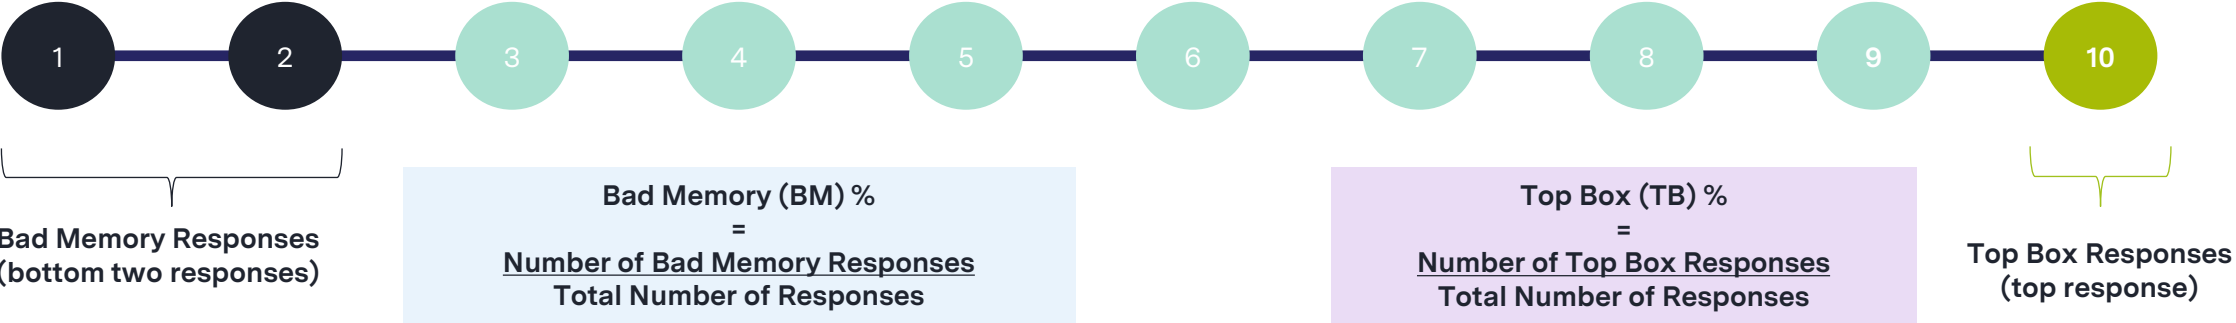 1 2 3 4 5 6 7 8 9 10
Bad Memory Responses
(bottom two responses)
Bad Memory (BM) %
=
Number of Bad Memory Responses
Total Number of Responses
Top Box (TB) %
=
Number of Top Box Responses
Total Number of Responses
Top Box Responses
(top response)